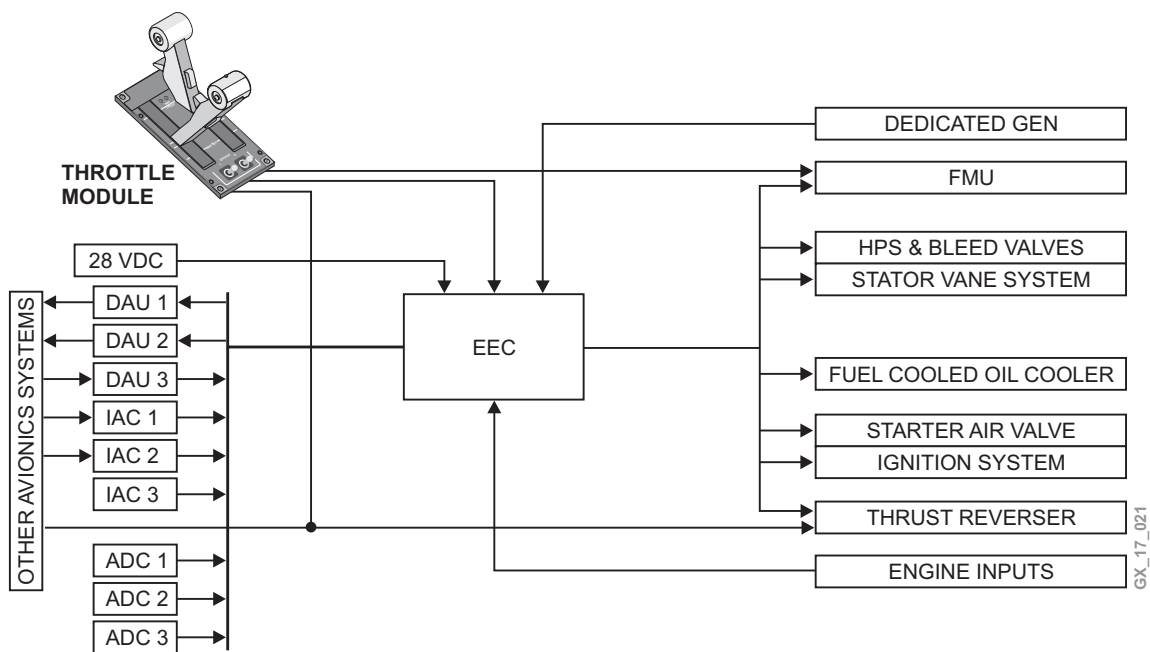 THROTTLE
MODULE
28 VDC
OTHER AVIONICS SYSTEMS
DAU 1
DAU 2
DAU 3
IAC 1
IAC 2
IAC 3
ADC 1
ADC 2
ADC 3
EEC
DEDICATED GEN
FMU
HPS & BLEED VALVES
STATOR VANE SYSTEM
FUEL COOLED OIL COOLER
STARTER AIR VALVE
IGNITION SYSTEM
THRUST REVERSER
ENGINE INPUTS
GX_17_021